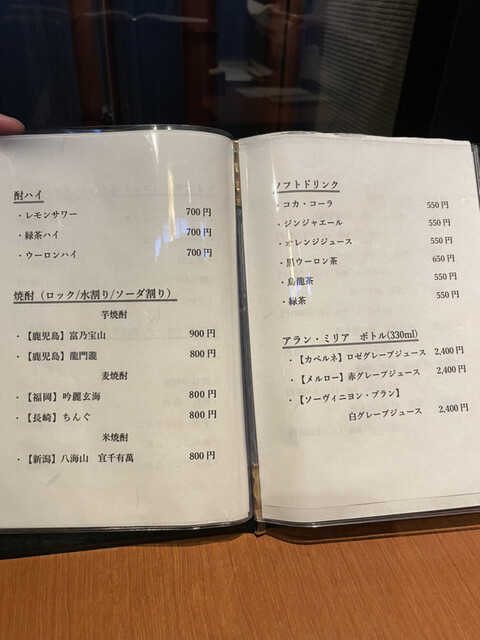 酎ハイ
・レモンサワー 700円
・緑茶ハイ 700円
・ウーロンハイ 700円
焼酎（ロック/水割り/ソーダ割り）
芋焼酎
・【鹿児島】富乃宝山 900円
・【鹿児島】龍門瀧 800円
麦焼酎
・【福岡】吟麗玄海 800円
・【長崎】ちんぐ 800円
米焼酎
・【新潟】八海山 宜有千萬 800円
ソフトドリンク
・コカ・コーラ 550円
・ジンジャエール 550円
・オレンジジュース 550円
・黒ウーロン茶 650円
・烏龍茶 550円
・緑茶 550円
アラン・ミリア ボトル(330ml)
・【カベルネ】ロゼグレープジュース 2,400円
・【メルロー】赤グレープジュース 2,400円
・【ソーヴィニヨン・ブラン】
白グレープジュース 2,400円